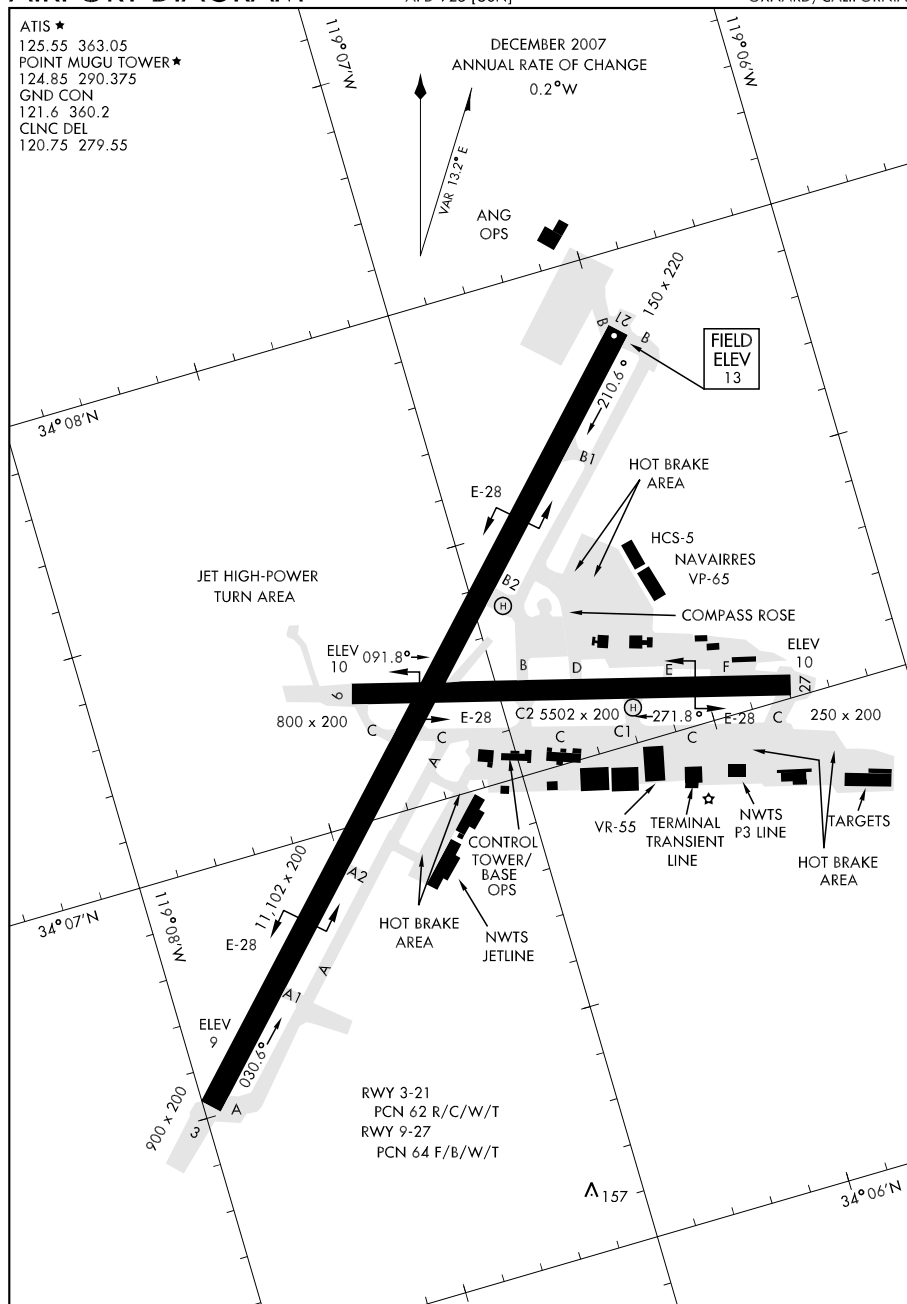 ATIS ★
125.55 363.05
POINT MUGU TOWER★
124.85 290.375
GND CON
121.6 360.2
CLNC DEL
120.75 279.55
119°07'W
DECEMBER 2007
ANNUAL RATE OF CHANGE
0.2°W
119°06'W
VAR 13.2° E
ANG
OPS
150 x 220
21
B
B
FIELD
ELEV
13
210.6°
34°08'N
B1
HOT BRAKE
AREA
E-28
HCS-5
NAVAIRRES
VP-65
JET HIGH-POWER
TURN AREA
B2
H
COMPASS ROSE
ELEV
10
091.8°
B
D
E
F
ELEV
10
9
27
800 x 200
C
E-28
C
C2
5502 x 200
C
H
C1
271.8°
C
E-28
C
250 x 200
A
VR-55
TERMINAL
TRANSIENT
LINE
NWTS
P3 LINE
TARGETS
HOT BRAKE
AREA
CONTROL
TOWER/
BASE
OPS
11,102 x 200
A2
34°07'N
119°08'W
HOT BRAKE
AREA
NWTS
JETLINE
E-28
A
A1
ELEV
9
030.6°
900 x 200
3
A
RWY 3-21
PCN 62 R/C/W/T
RWY 9-27
PCN 64 F/B/W/T
157
34°06'N